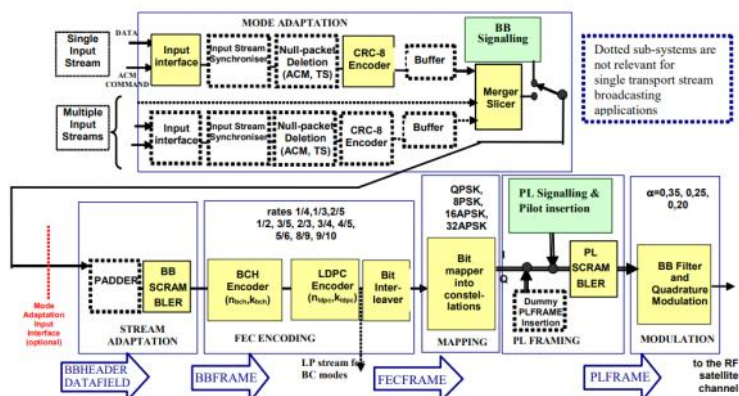 MODE ADAPTATION
Single
Input
Stream
DATA
ACM
COMMAND
Input
interface
Input Stream
Synchroniser
Null-packet
Deletion
(ACM, TS)
CRC-8
Encoder
Buffer
BB
Signalling
Merger
Slicer
Dotted sub-systems are
not relevant for
single transport stream
broadcasting
applications
Multiple
Input
Streams
Input
interface
Input Stream
Synchroniser
Null-packet
Deletion
(ACM, TS)
CRC-8
Encoder
Buffer
rates 1/4,1/3,2/5
1/2, 3/5, 2/3, 3/4, 4/5,
5/6, 8/9, 9/10
QPSK,
8PSK,
16APSK,
32APSK
PL Signalling &
Pilot insertion
α=0,35, 0,25,
0,20
PADDER
BB
SCRAM
BLER
BCH
Encoder
(nbch,kbch)
LDPC
Encoder
(nldpc,kldpc)
Bit
Inter-
leaver
Bit
mapper
into
constel-
lations
I
Q
PL
SCRAM
BLER
Dummy
PLFRAME
Insertion
BB Filter
and
Quadrature
Modulation
Mode
Adaptation
Input
Interface
(optional)
STREAM
ADAPTATION
FEC ENCODING
MAPPING
PL FRAMING
MODULATION
LP stream for
BC modes
to the RF
satellite
channel
BBHEADER
DATAFIELD
BBFRAME
FECFRAME
PLFRAME